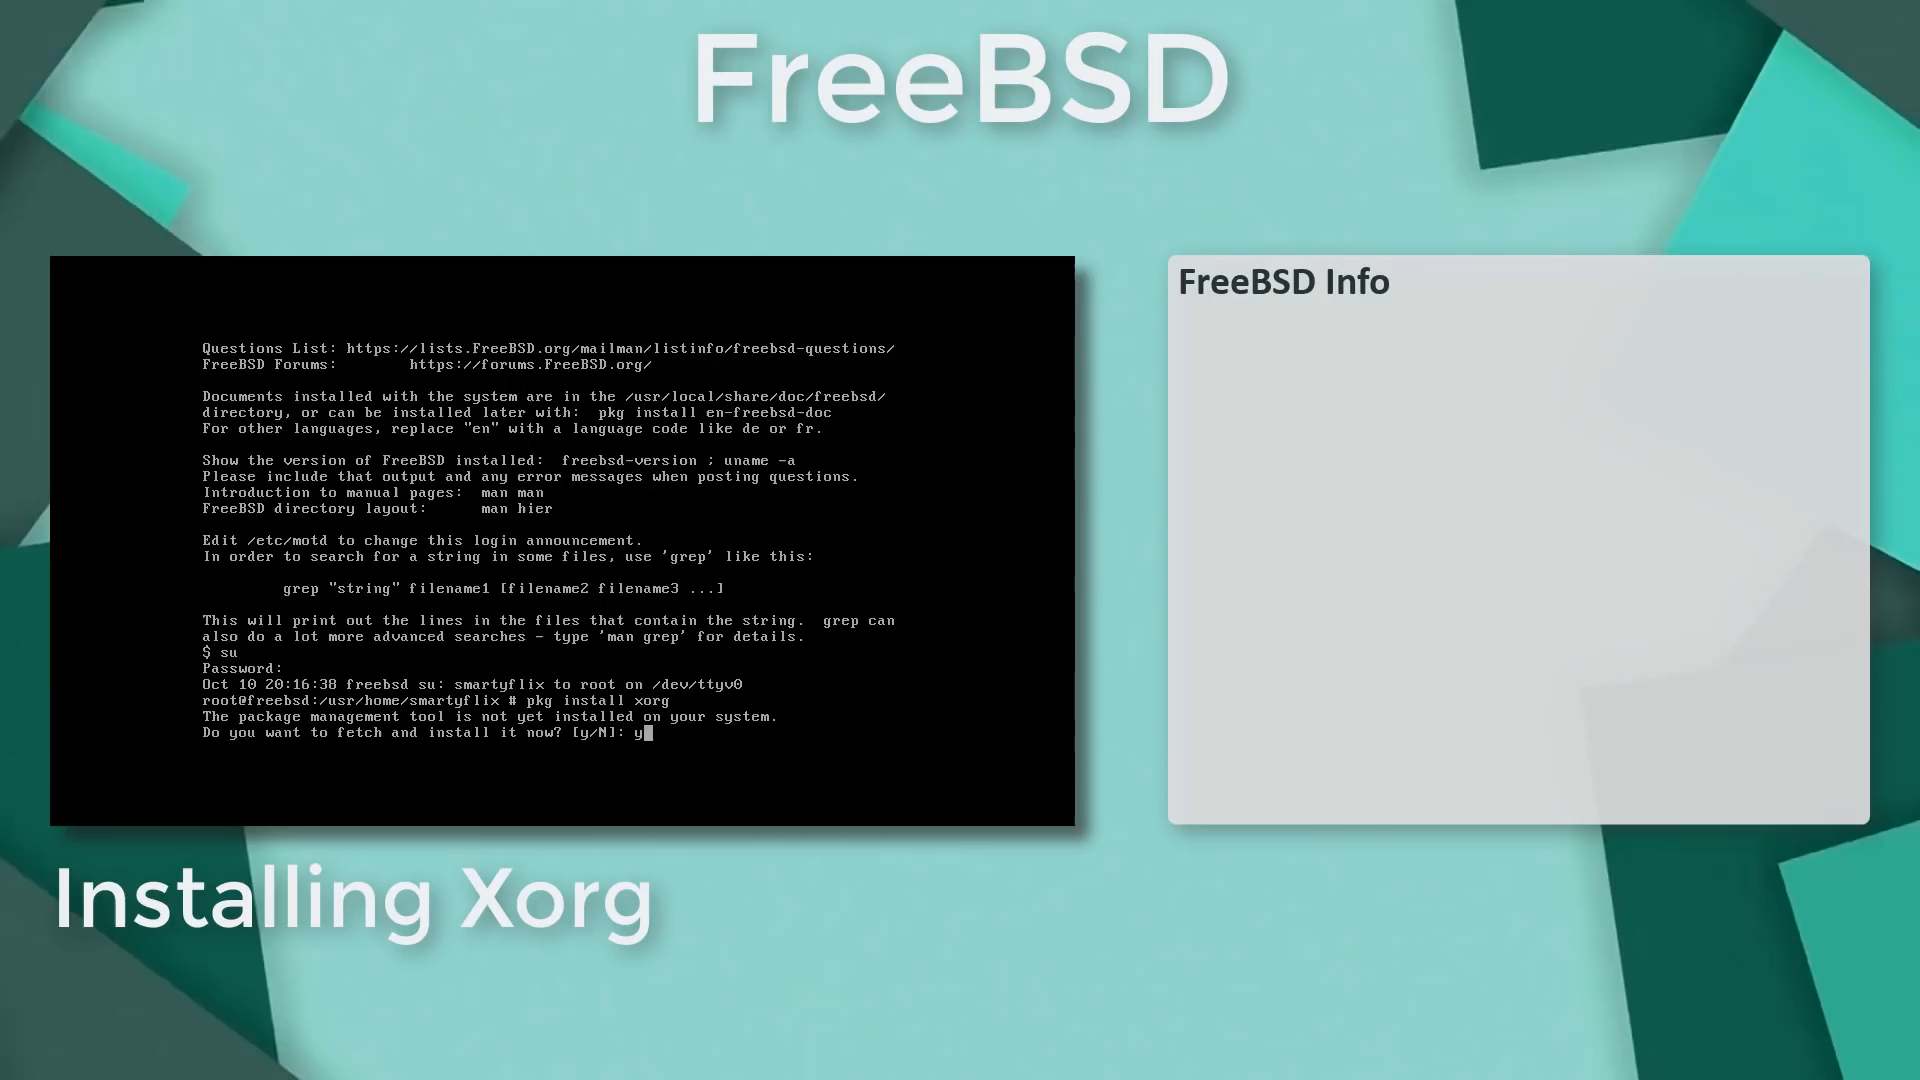 FreeBSD
Questions List: https://lists.FreeBSD.org/mailman/listinfo/freebsd-questions/
FreeBSD Forums:        https://forums.FreeBSD.org/
Documents installed with the system are in the /usr/local/share/doc/freebsd/
directory, or can be installed later with:  pkg install en-freebsd-doc
For other languages, replace "en" with a language code like de or fr.
Show the version of FreeBSD installed:  freebsd-version ; uname -a
Please include that output and any error messages when posting questions.
Introduction to manual pages:  man man
FreeBSD directory layout:      man hier
Edit /etc/motd to change this login announcement.
In order to search for a string in some files, use 'grep' like this:
grep "string" filename1 [filename2 filename3 ...]
This will print out the lines in the files that contain the string.  grep can
also do a lot more advanced searches - type 'man grep' for details.
$ su
Password:
Oct 10 20:16:38 freebsd su: smartyflix to root on /dev/ttyv0
root@freebsd:/usr/home/smartyflix # pkg install xorg
The package management tool is not yet installed on your system.
Do you want to fetch and install it now? [y/N]: y
FreeBSD Info
Installing Xorg